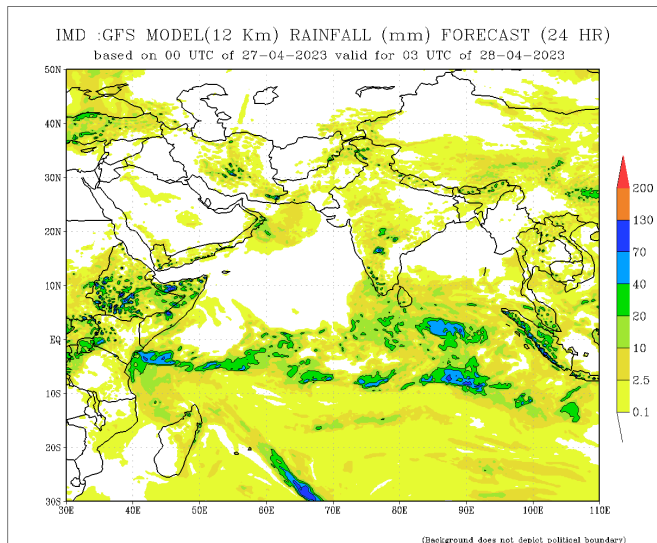 IMD :GFS MODEL(12 Km) RAINFALL (mm) FORECAST (24 HR)
based on 00 UTC of 27-04-2023 valid for 03 UTC of 28-04-2023
50N
40N
30N
20N
10N
EQ
10S
20S
30S
30E 40E 50E 60E 70E 80E 90E 100E 110E
200
130
70
40
20
10
2.5
0.1
(Background does not depict political boundary)